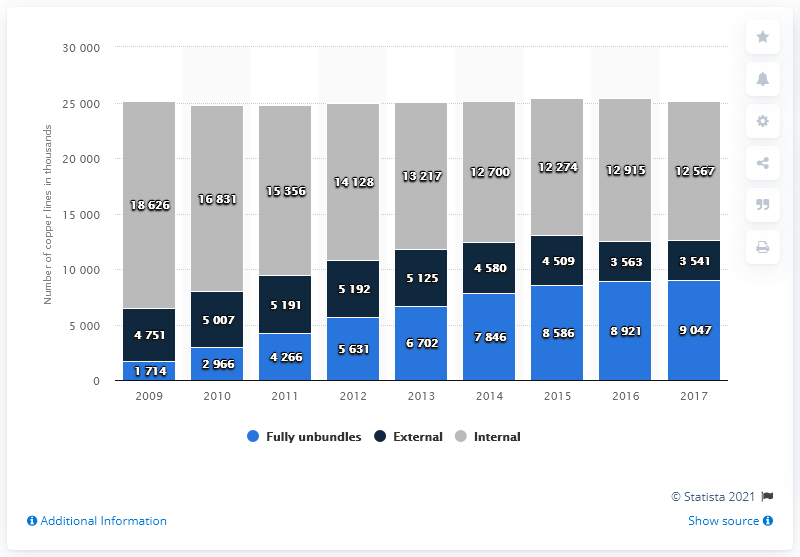 Number of copper lines in thousands
30 000
25 000
20 000
15 000
10 000
5 000
0
18 626 16 831 15 356 14 128 13 217 12 700 12 274 12 915 12 567
4 751 5 007 5 191 5 192 5 125 4 580 4 509 3 563 3 541
1 714 2 966 4 266 5 631 6 702 7 846 8 586 8 921 9 047
2009 2010 2011 2012 2013 2014 2015 2016 2017
Fully unbundles External Internal
© Statista 2021
Additional Information Show source